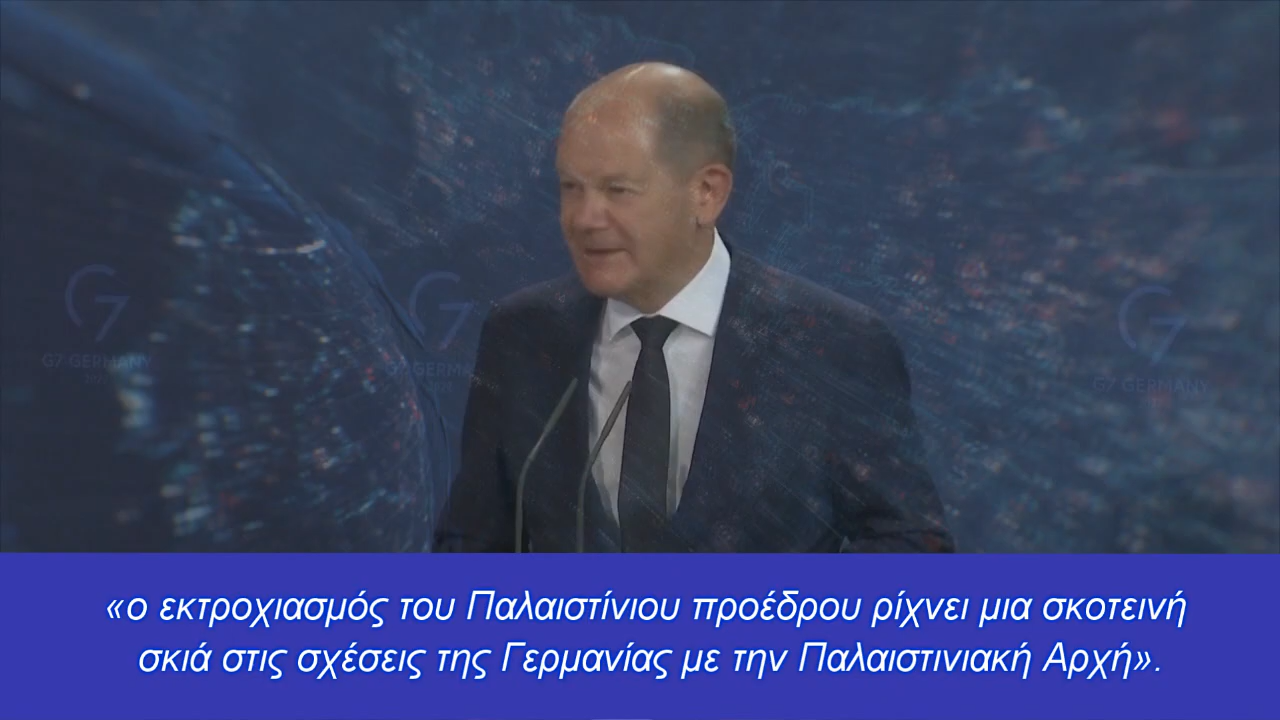 G7 GERMANY
G7 GERMA
G7 GERMANY
«ο εκτροχιασμός του Παλαιστίνιου προέδρου ρίχνει μια σκοτεινή
σκιά στις σχέσεις της Γερμανίας με την Παλαιστινιακή Αρχή».